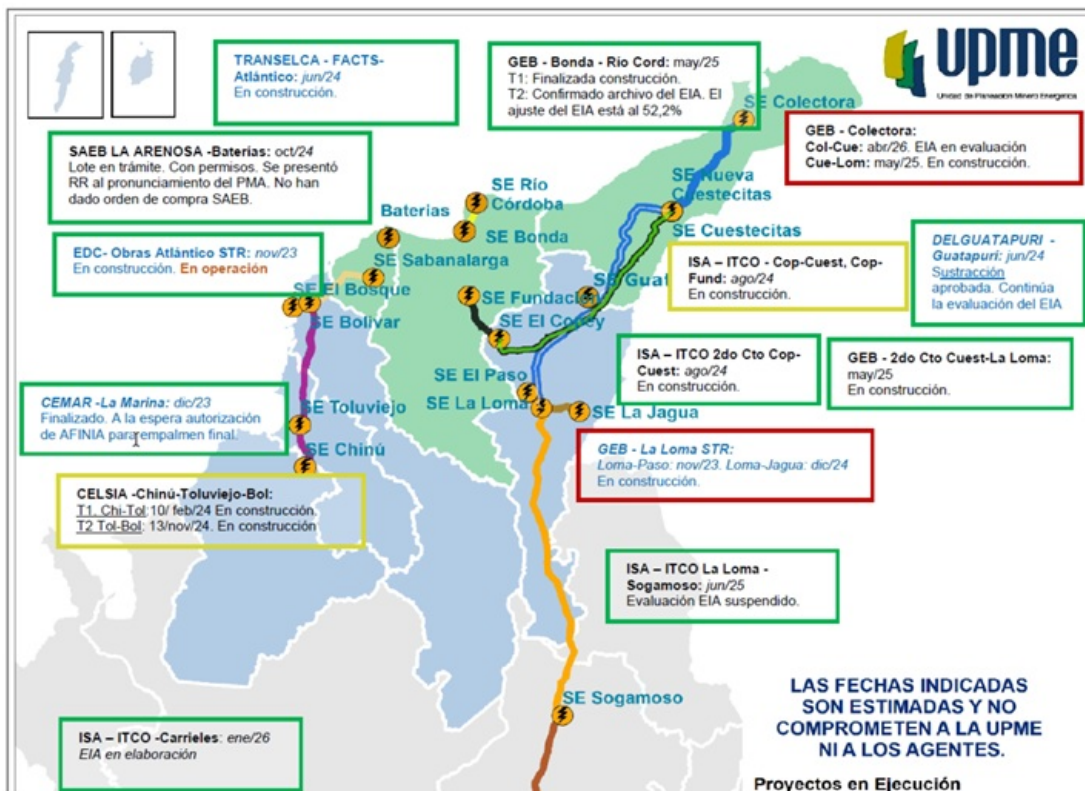 TRANSELCA - FACTS-
Atlántico: jun/24
En construcción.
GEB - Bonda - Río Cord: may/25
T1: Finalizada construcción.
T2: Confirmado archivo del EIA. El
ajuste del EIA está al 52,2%
upme
Unidad de Planeación Minero Energética
SE Colectora
GEB - Colectora:
Col-Cue: abr/26. EIA en evaluación
Cue-Lom: may/25. En construcción.
SAEB LA ARENOSA -Baterías: oct/24
Lote en trámite. Con permisos. Se presentó
RR al pronunciamiento del PMA. No han
dado orden de compra SAEB.
SE Nueva
Cuestecitas
SE Río
Córdoba
Baterías
SE Bonda
SE Cuestecitas
EDC- Obras Atlántico STR: nov/23
En construcción. En operación
SE Sabanalarga
ISA – ITCO - Cop-Cuest, Cop-
Fund: ago/24
En construcción.
DELGUATAPURI -
Guatapuri: jun/24
Sustracción
aprobada. Continúa
la evaluación del EIA
SE El Bosque
SE Fundación
SE Guat
SE Bolívar
SE El Copey
ISA – ITCO 2do Cto Cop-
Cuest: ago/24
En construcción.
GEB - 2do Cto Cuest-La Loma:
may/25
En construcción.
SE El Paso
SE La Loma
SE La Jagua
CEMAR -La Marina: dic/23
Finalizado. A la espera autorización
de AFINIA para empalmen final.
SE Toluviejo
SE Chinú
GEB - La Loma STR:
Loma-Paso: nov/23. Loma-Jagua: dic/24
En construcción.
CELSIA -Chinú-Toluviejo-Bol:
T1. Chi-Tol:10/ feb/24 En construcción.
T2 Tol-Bol: 13/nov/24. En construcción
ISA – ITCO La Loma -
Sogamoso: jun/25
Evaluación EIA suspendido.
SE Sogamoso
LAS FECHAS INDICADAS
SON ESTIMADAS Y NO
COMPROMETEN A LA UPME
NI A LOS AGENTES.
ISA – ITCO -Carrieles: ene/26
EIA en elaboración
Proyectos en Ejecución